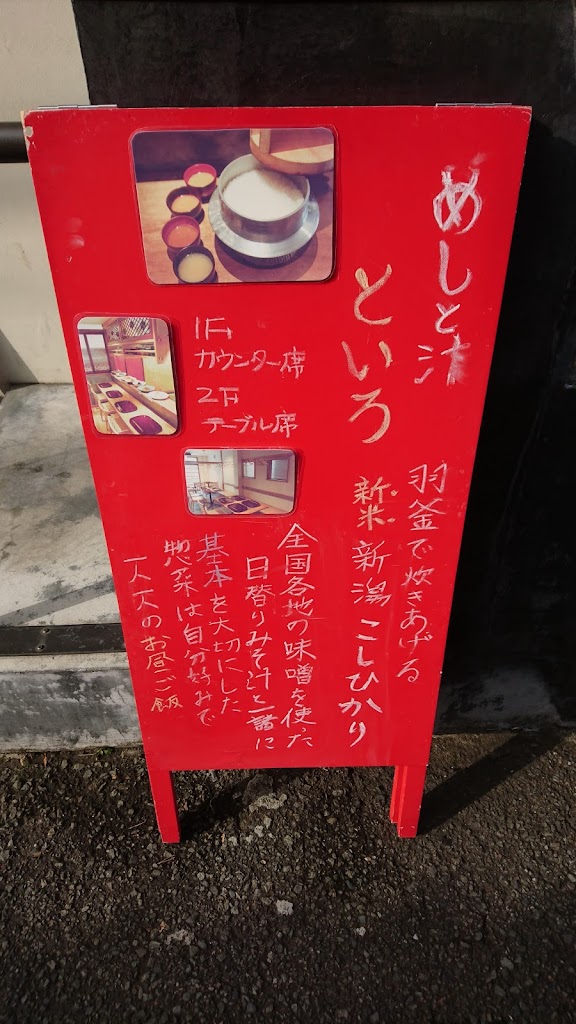 めしと汁
といろ
羽釜で炊きあげる
新米 新潟 こしひかり
1F
カウンター席
2F
テーブル席
全国各地の味噌を使った
日替りみそ汁と一諸に
基本を大切にした
惣菜は自分好みで
一人一人のお昼ご飯